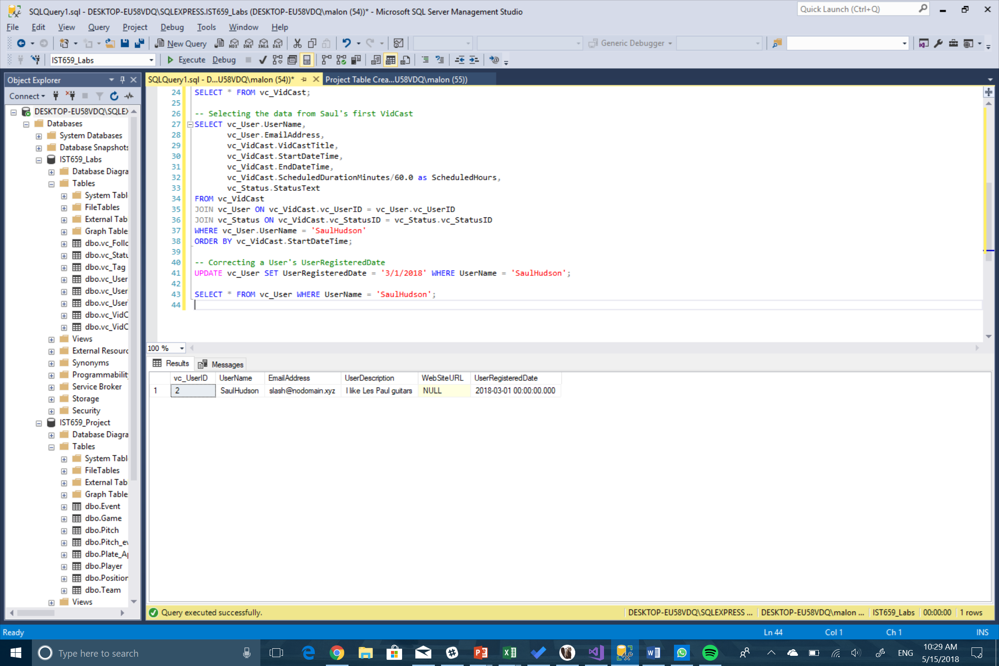 SQLQuery1.sql - DESKTOP-EU58VDQ\SQLEXPRESS.IST659_Labs (DESKTOP-EU58VDQ\malon (54))* - Microsoft SQL Server Management Studio
Quick Launch (Ctrl+Q)
File Edit View Query Project Debug Tools Window Help
New Query MDX DMX XMLA DAX Generic Debugger
IST659_Labs Execute Debug
Object Explorer
Connect
DESKTOP-EU58VDQ\SQLEX
Databases
System Databases
Database Snapshots
IST659_Labs
Database Diagra
Tables
System Tabl
FileTables
External Tab
Graph Table
dbo.vc_Follo
dbo.vc_Statu
dbo.vc_Tag
dbo.vc_User
dbo.vc_User
dbo.vc_User
dbo.vc_VidC
dbo.vc_VidC
Views
External Resourc
Synonyms
Programmability
Service Broker
Storage
Security
IST659_Project
Database Diagra
Tables
System Tabl
FileTables
External Tab
Graph Table
dbo.Event
dbo.Game
dbo.Pitch
dbo.Pitch_ev
dbo.Plate_Ap
dbo.Player
dbo.Position
dbo.Team
Views
SQLQuery1.sql - D...U58VDQ\malon (54))* Project Table Crea...U58VDQ\malon (55))
24 SELECT * FROM vc_VidCast;
25
26 -- Selecting the data from Saul's first VidCast
27 SELECT vc_User.UserName,
28 vc_User.EmailAddress,
29 vc_VidCast.VidCastTitle,
30 vc_VidCast.StartDateTime,
31 vc_VidCast.EndDateTime,
32 vc_VidCast.ScheduledDurationMinutes/60.0 as ScheduledHours,
33 vc_Status.StatusText
34 FROM vc_VidCast
35 JOIN vc_User ON vc_VidCast.vc_UserID = vc_User.vc_UserID
36 JOIN vc_Status ON vc_VidCast.vc_StatusID = vc_Status.vc_StatusID
37 WHERE vc_User.UserName = 'SaulHudson'
38 ORDER BY vc_VidCast.StartDateTime;
39
40 -- Correcting a User's UserRegisteredDate
41 UPDATE vc_User SET UserRegisteredDate = '3/1/2018' WHERE UserName = 'SaulHudson';
42
43 SELECT * FROM vc_User WHERE UserName = 'SaulHudson';
44
100 %
Results Messages
vc_UserID UserName EmailAddress UserDescription WebSiteURL UserRegisteredDate
1 2 SaulHudson slash@nodomain.xyz I like Les Paul guitars NULL 2018-03-01 00:00:00.000
Query executed successfully. DESKTOP-EU58VDQ\SQLEXPRESS ... DESKTOP-EU58VDQ\malon ... IST659_Labs 00:00:00 1 rows
Ready Ln 44 Col 1 Ch 1 INS
Type here to search
ENG
10:29 AM
5/15/2018